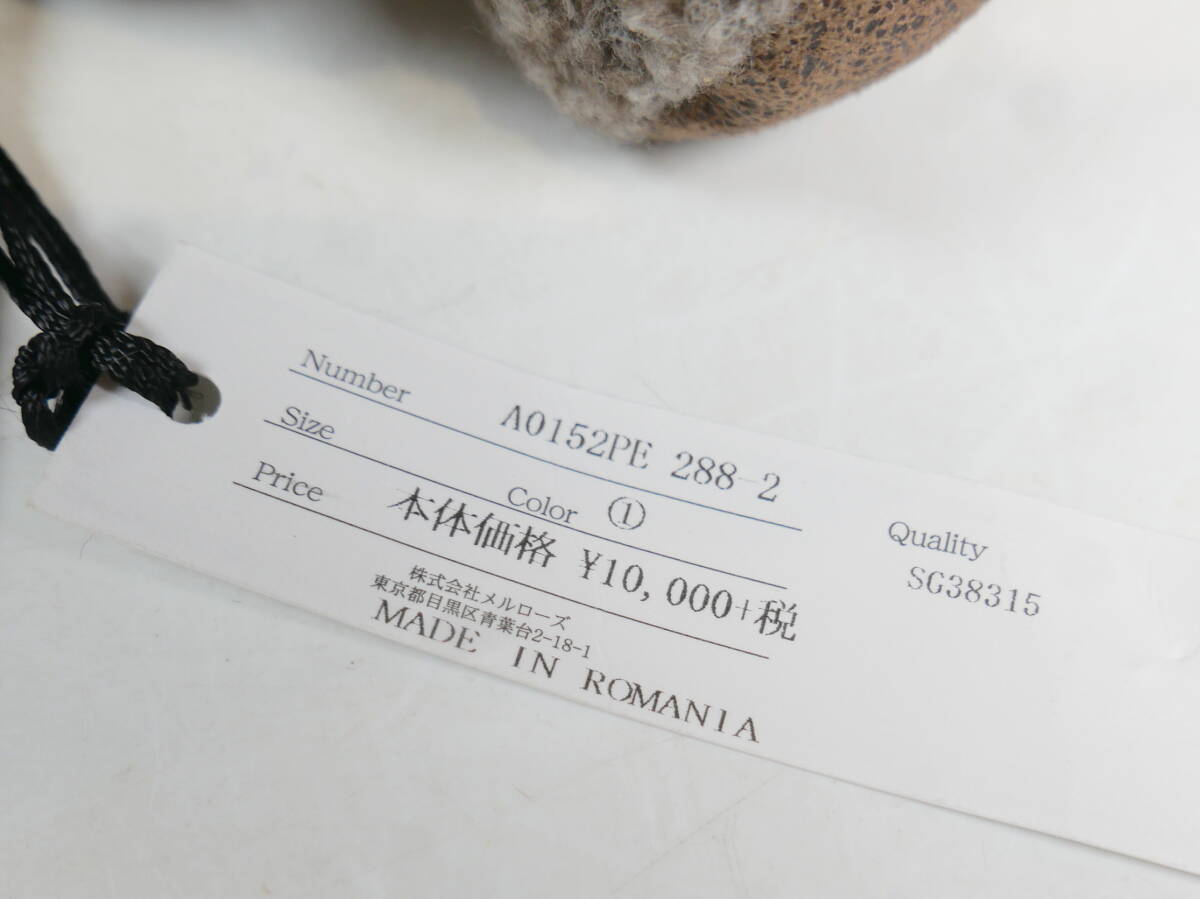 Number A0152PE 288-2
Size Color ①
Price 本体価格 ¥10,000+税
株式会社メルローズ
東京都目黒区青葉台2-18-1
MADE IN ROMANIA
Quality
SG38315